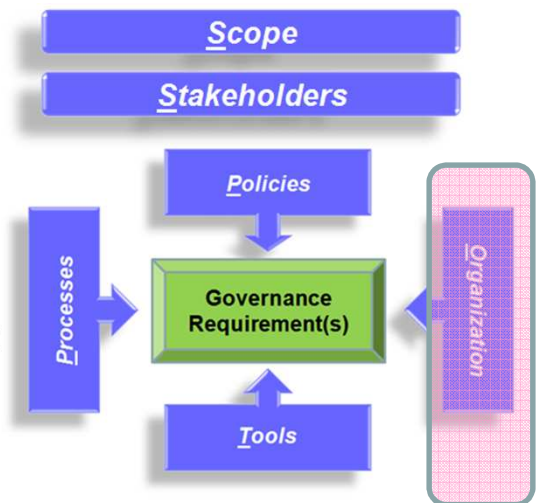 Scope
Stakeholders
Policies
Processes
Governance
Requirement(s)
Organization
Tools